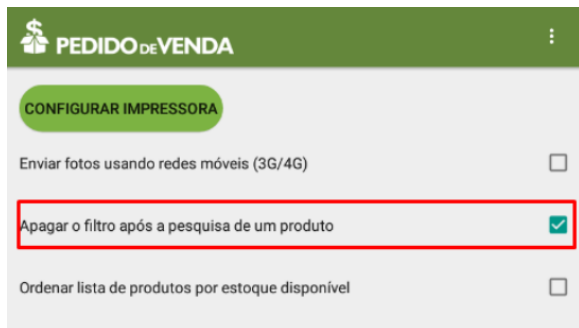 PEDIDO DE VENDA
CONFIGURAR IMPRESSORA
Enviar fotos usando redes móveis (3G/4G)
Apagar o filtro após a pesquisa de um produto
Ordenar lista de produtos por estoque disponível